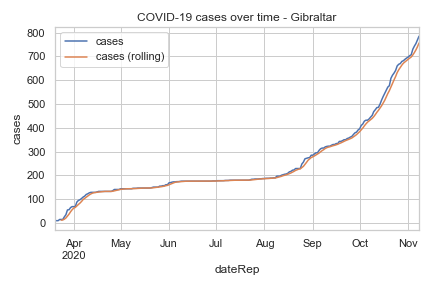 COVID-19 cases over time - Gibraltar
cases
cases (rolling)
800
700
600
500
400
300
200
100
0
cases
Apr May Jun Jul Aug Sep Oct Nov
2020
dateRep